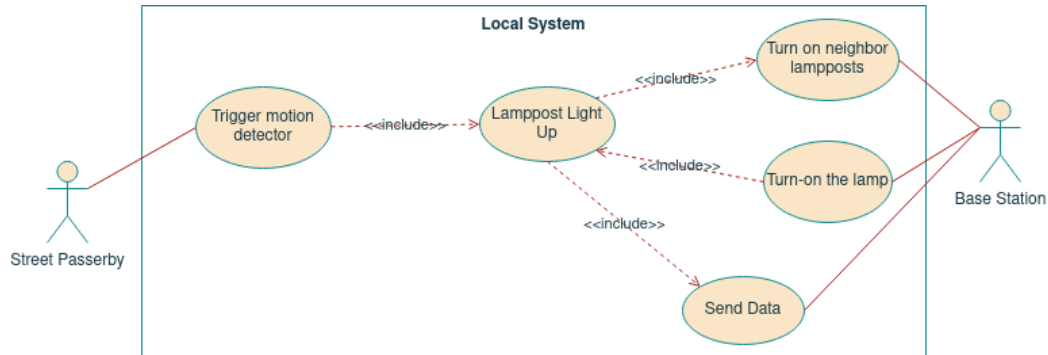 Local System
Turn on neighbor
lampposts
<<include>>
Trigger motion
detector
<<include>>
Lamppost Light
Up
<<include>>
Turn-on the lamp
Base Station
<<include>>
Street Passerby
Send Data